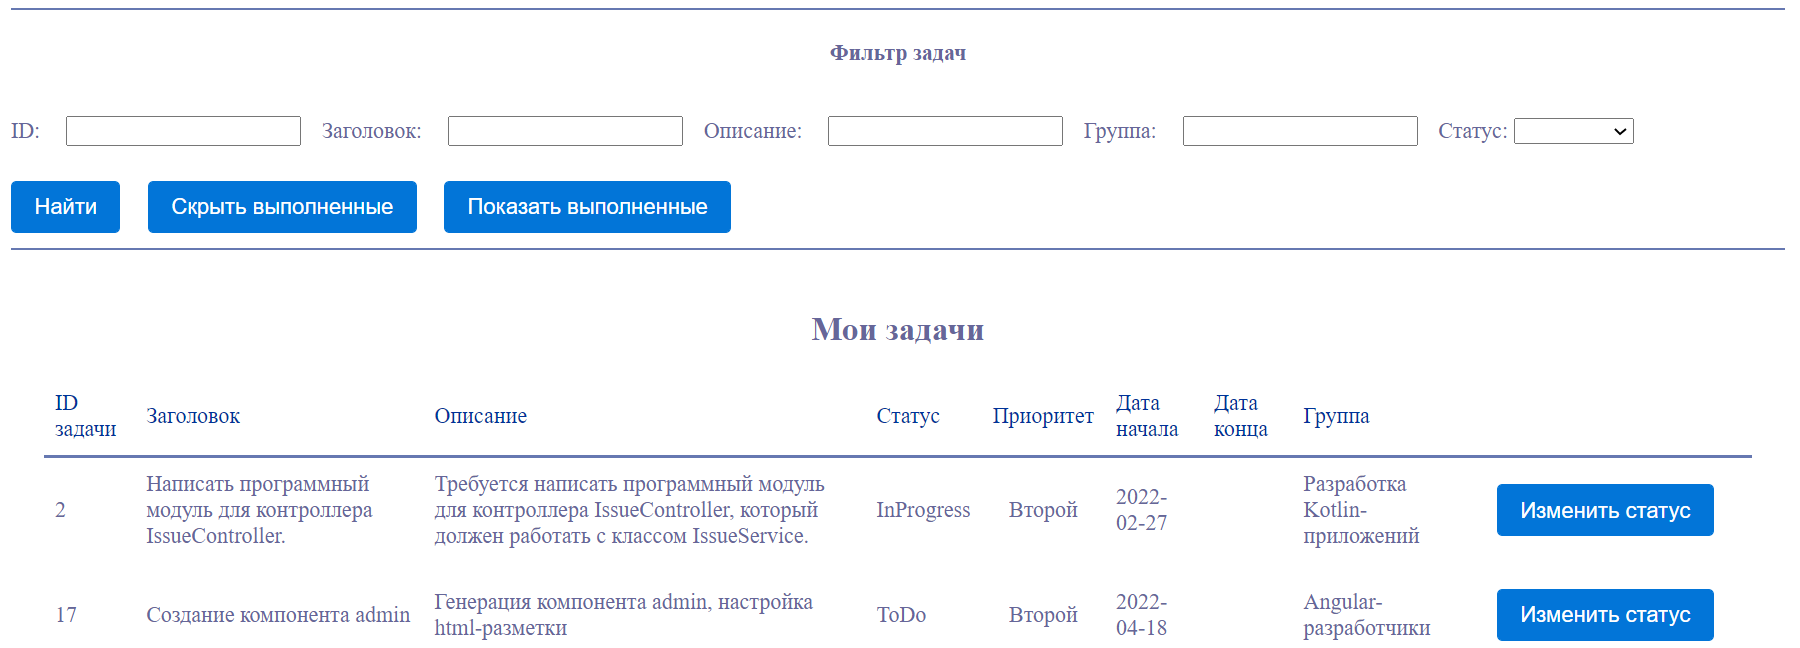 Фильтр задач
ID: Заголовок: Описание: Группа: Статус:
Найти Скрыть выполненные Показать выполненные
Мои задачи
ID задачи Заголовок Описание Статус Приоритет Дата начала Дата конца Группа
2 Написать программный модуль для контроллера IssueController. Требуется написать программный модуль для контроллера IssueController, который должен работать с классом IssueService. InProgress Второй 2022-02-27 Разработка Kotlin-приложений Изменить статус
17 Создание компонента admin Генерация компонента admin, настройка html-разметки ToDo Второй 2022-04-18 Angular-разработчики Изменить статус